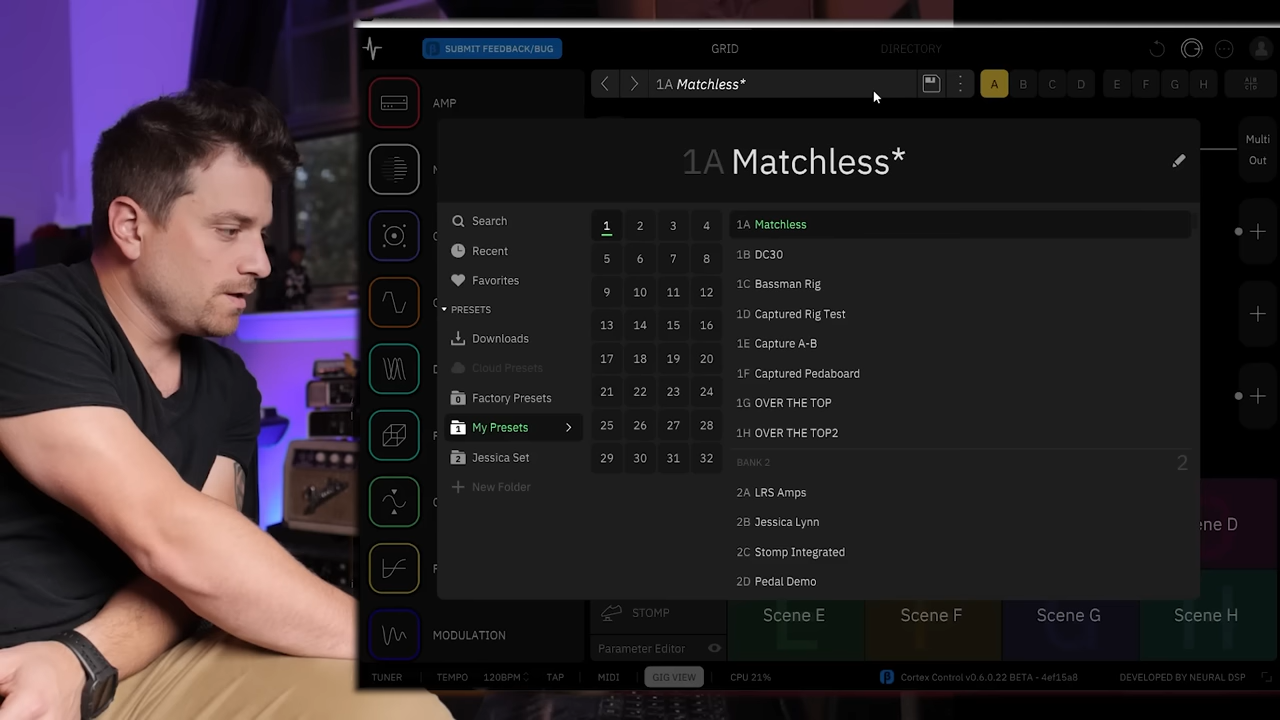 SUBMIT FEEDBACK/BUG
GRID
DIRECTORY
1A Matchless*
A B C D E F G H
AMP
Multi
Out
1A Matchless*
Search
Recent
Favorites
PRESETS
Downloads
Cloud Presets
Factory Presets
My Presets
Jessica Set
New Folder
1 2 3 4
5 6 7 8
9 10 11 12
13 14 15 16
17 18 19 20
21 22 23 24
25 26 27 28
29 30 31 32
1A Matchless
1B DC30
1C Bassman Rig
1D Captured Rig Test
1E Capture A-B
1F Captured Pedaboard
1G OVER THE TOP
1H OVER THE TOP2
BANK 2 2
2A LRS Amps
2B Jessica Lynn
2C Stomp Integrated
2D Pedal Demo
ne D
STOMP
Scene E
Scene F
Scene G
Scene H
MODULATION
Parameter Editor
TUNER
TEMPO
120BPM
TAP
MIDI
GIG VIEW
CPU 21%
Cortex Control v0.6.0.22 BETA - 4ef15a8
DEVELOPED BY NEURAL DSP